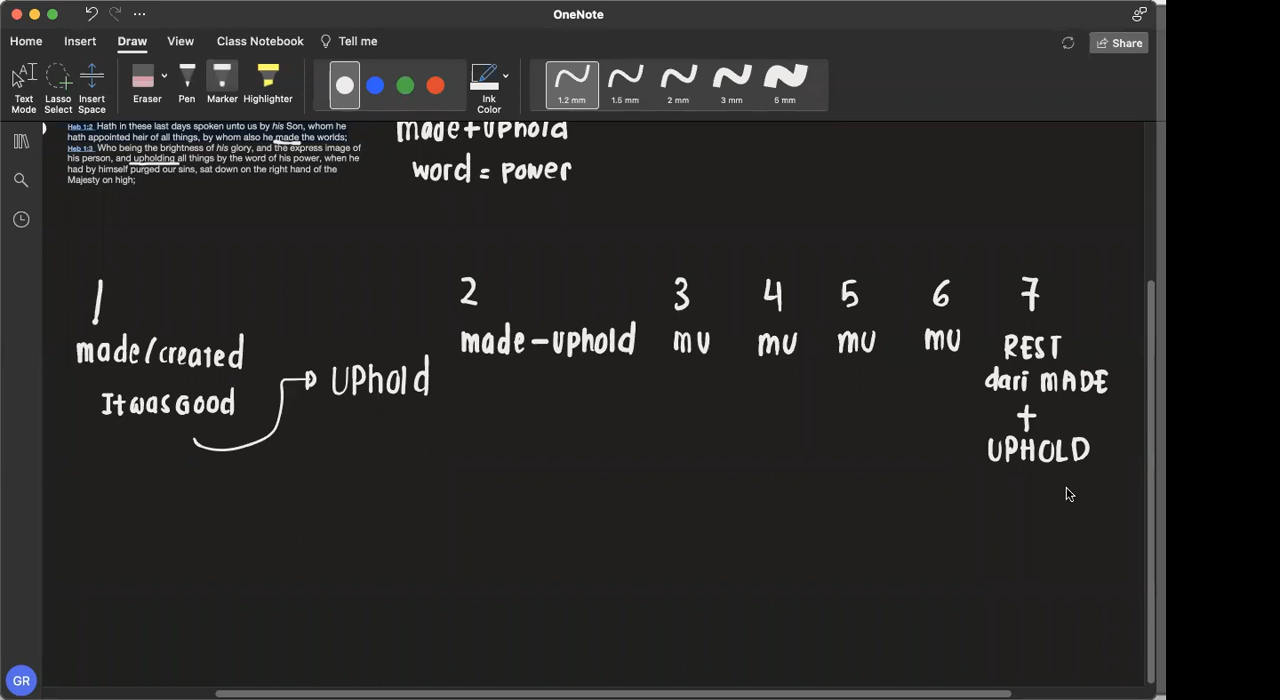 OneNote
Home Insert Draw View Class Notebook Tell me
Share
Text Mode
Lasso Select
Insert Space
Eraser
Pen
Marker
Highlighter
Ink Color
1.2 mm
1.5 mm
2 mm
3 mm
5 mm
Heb 1:2 Hath in these last days spoken unto us by his Son, whom he
hath appointed heir of all things, by whom also he made the worlds;
Heb 1:3 Who being the brightness of his glory, and the express image of
his person, and upholding all things by the word of his power, when he
had by himself purged our sins, sat down on the right hand of the
Majesty on high;
made+uphold
word = power
1 2 3 4 5 6 7
made/created
It was Good
UPhold
made-uphold
mu mu mu mu
REST
dari MADE
+
UPHOLD
GR